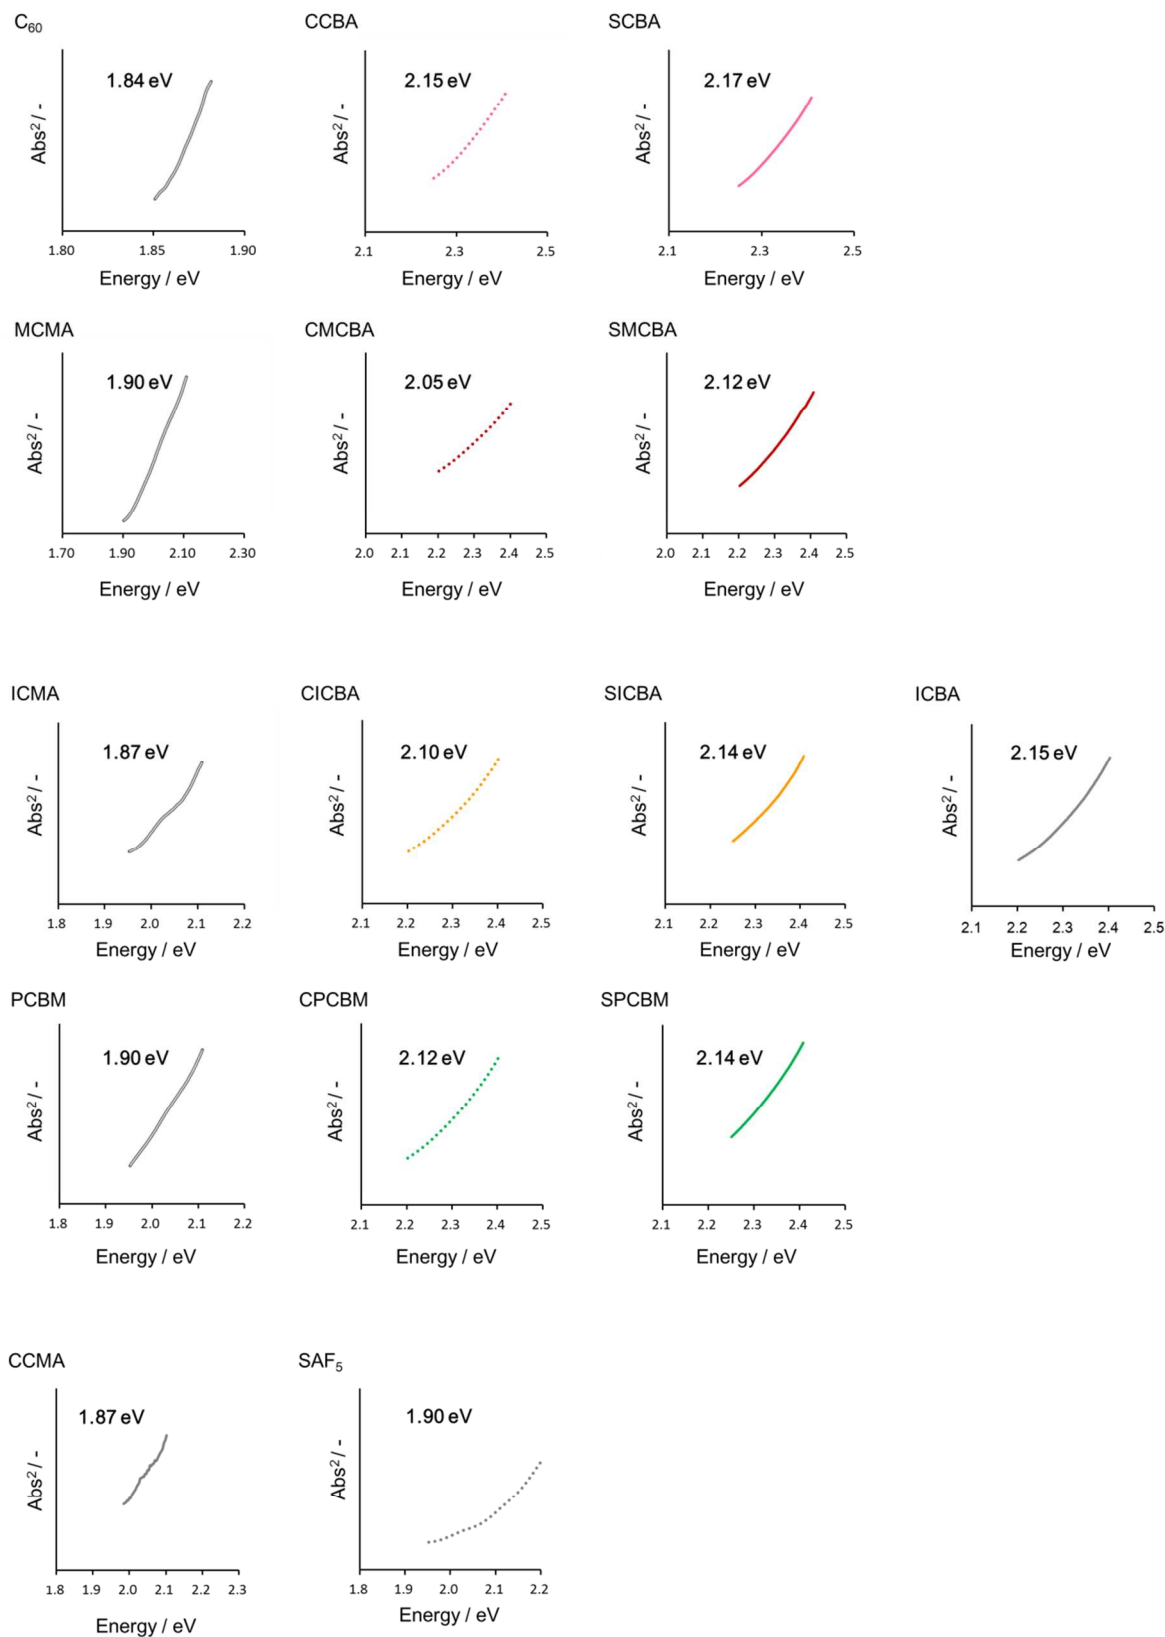 C60 CCBA SCBA
1.84 eV 2.15 eV 2.17 eV
Abs² / - Abs² / - Abs² / -
1.80 1.85 1.90 2.1 2.3 2.5 2.1 2.3 2.5
Energy / eV Energy / eV Energy / eV
MCMA CMCBA SMCBA
1.90 eV 2.05 eV 2.12 eV
Abs² / - Abs² / - Abs² / -
1.70 1.90 2.10 2.30 2.0 2.1 2.2 2.3 2.4 2.5 2.0 2.1 2.2 2.3 2.4 2.5
Energy / eV Energy / eV Energy / eV
ICMA CICBA SICBA ICBA
1.87 eV 2.10 eV 2.14 eV 2.15 eV
Abs² / - Abs² / - Abs² / - Abs² / -
1.8 1.9 2.0 2.1 2.2 2.1 2.2 2.3 2.4 2.5 2.1 2.2 2.3 2.4 2.5 2.1 2.2 2.3 2.4 2.5
Energy / eV Energy / eV Energy / eV Energy / eV
PCBM CPCBM SPCBM
1.90 eV 2.12 eV 2.14 eV
Abs² / - Abs² / - Abs² / -
1.8 1.9 2.0 2.1 2.2 2.1 2.2 2.3 2.4 2.5 2.1 2.2 2.3 2.4 2.5
Energy / eV Energy / eV Energy / eV
CCMA SAF5
1.87 eV 1.90 eV
Abs² / - Abs² / -
1.8 1.9 2.0 2.1 2.2 2.3 1.8 1.9 2.0 2.1 2.2
Energy / eV Energy / eV